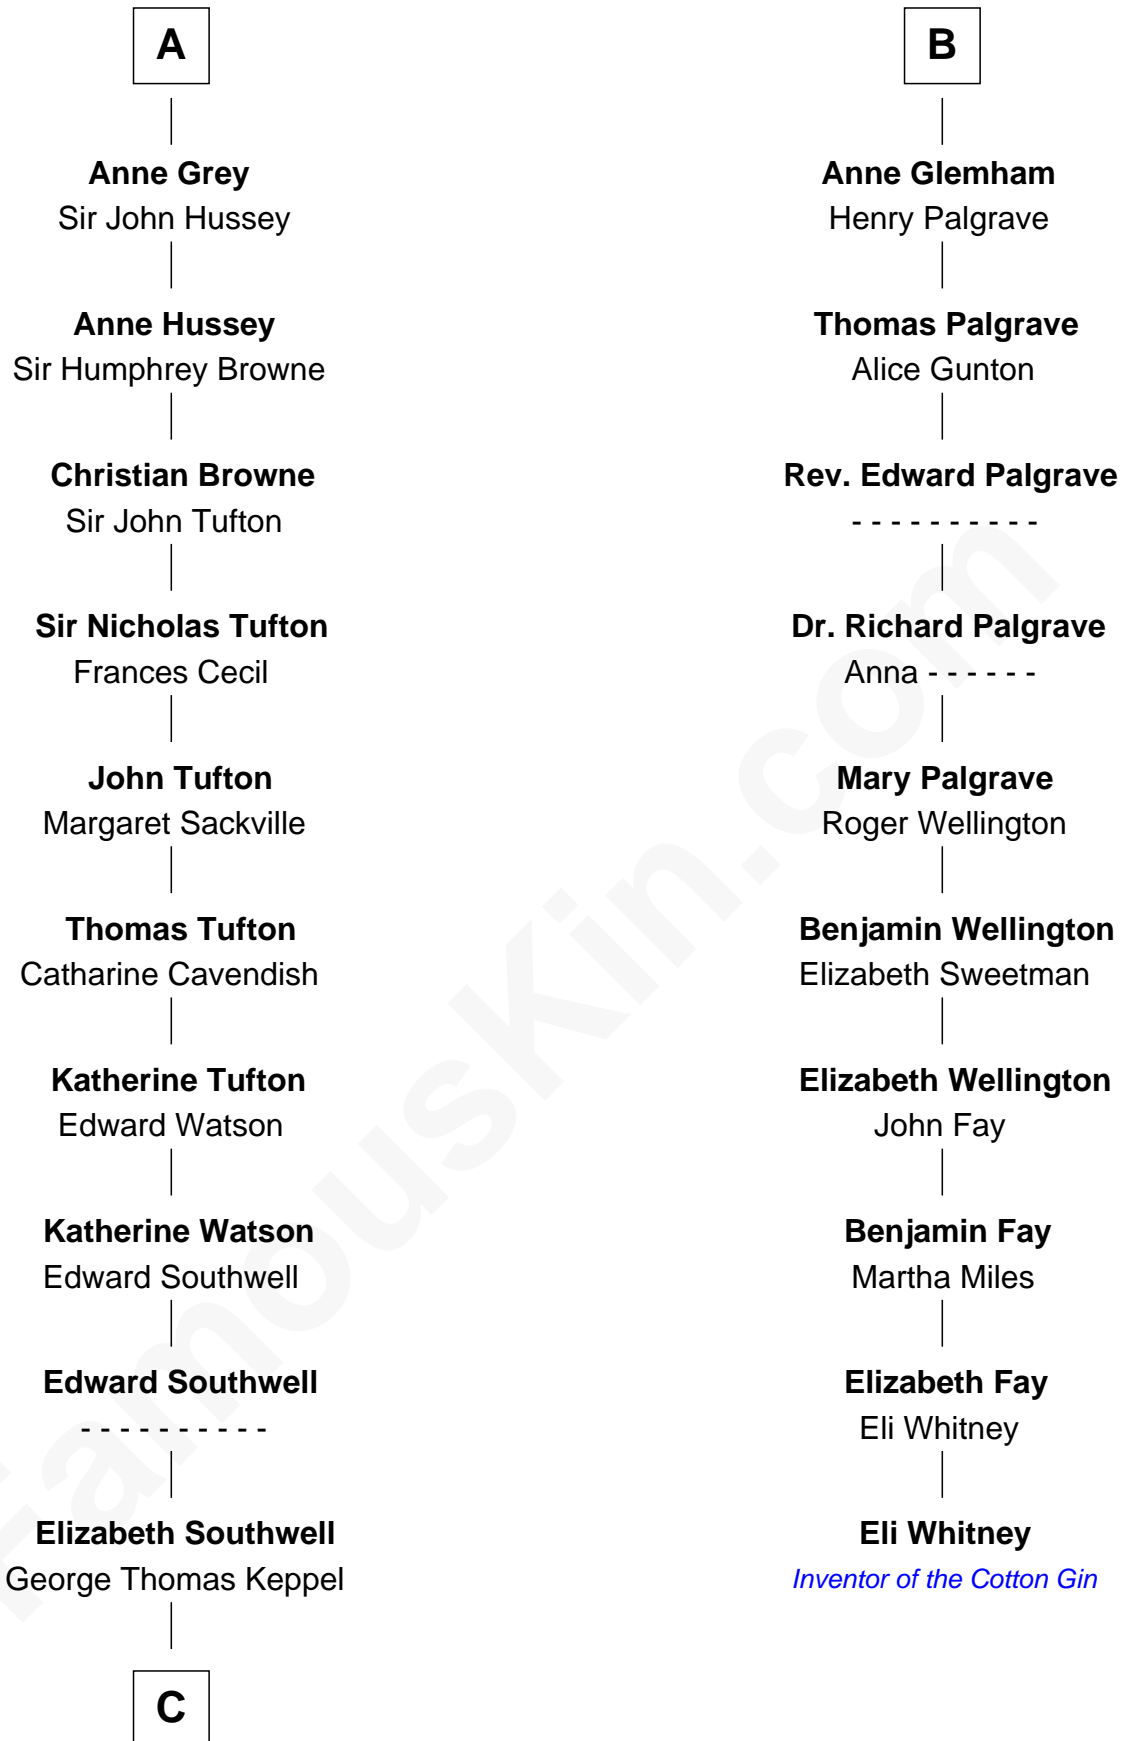 A
Anne Grey
Sir John Hussey
Anne Hussey
Sir Humphrey Browne
Christian Browne
Sir John Tufton
Sir Nicholas Tufton
Frances Cecil
John Tufton
Margaret Sackville
Thomas Tufton
Catharine Cavendish
Katherine Tufton
Edward Watson
Katherine Watson
Edward Southwell
Edward Southwell
- - - - - - - - - -
Elizabeth Southwell
George Thomas Keppel
C
B
Anne Glemham
Henry Palgrave
Thomas Palgrave
Alice Gunton
Rev. Edward Palgrave
- - - - - - - - - -
Dr. Richard Palgrave
Anna - - - - - -
Mary Palgrave
Roger Wellington
Benjamin Wellington
Elizabeth Sweetman
Elizabeth Wellington
John Fay
Benjamin Fay
Martha Miles
Elizabeth Fay
Eli Whitney
Eli Whitney
Inventor of the Cotton Gin
FamousKin.com